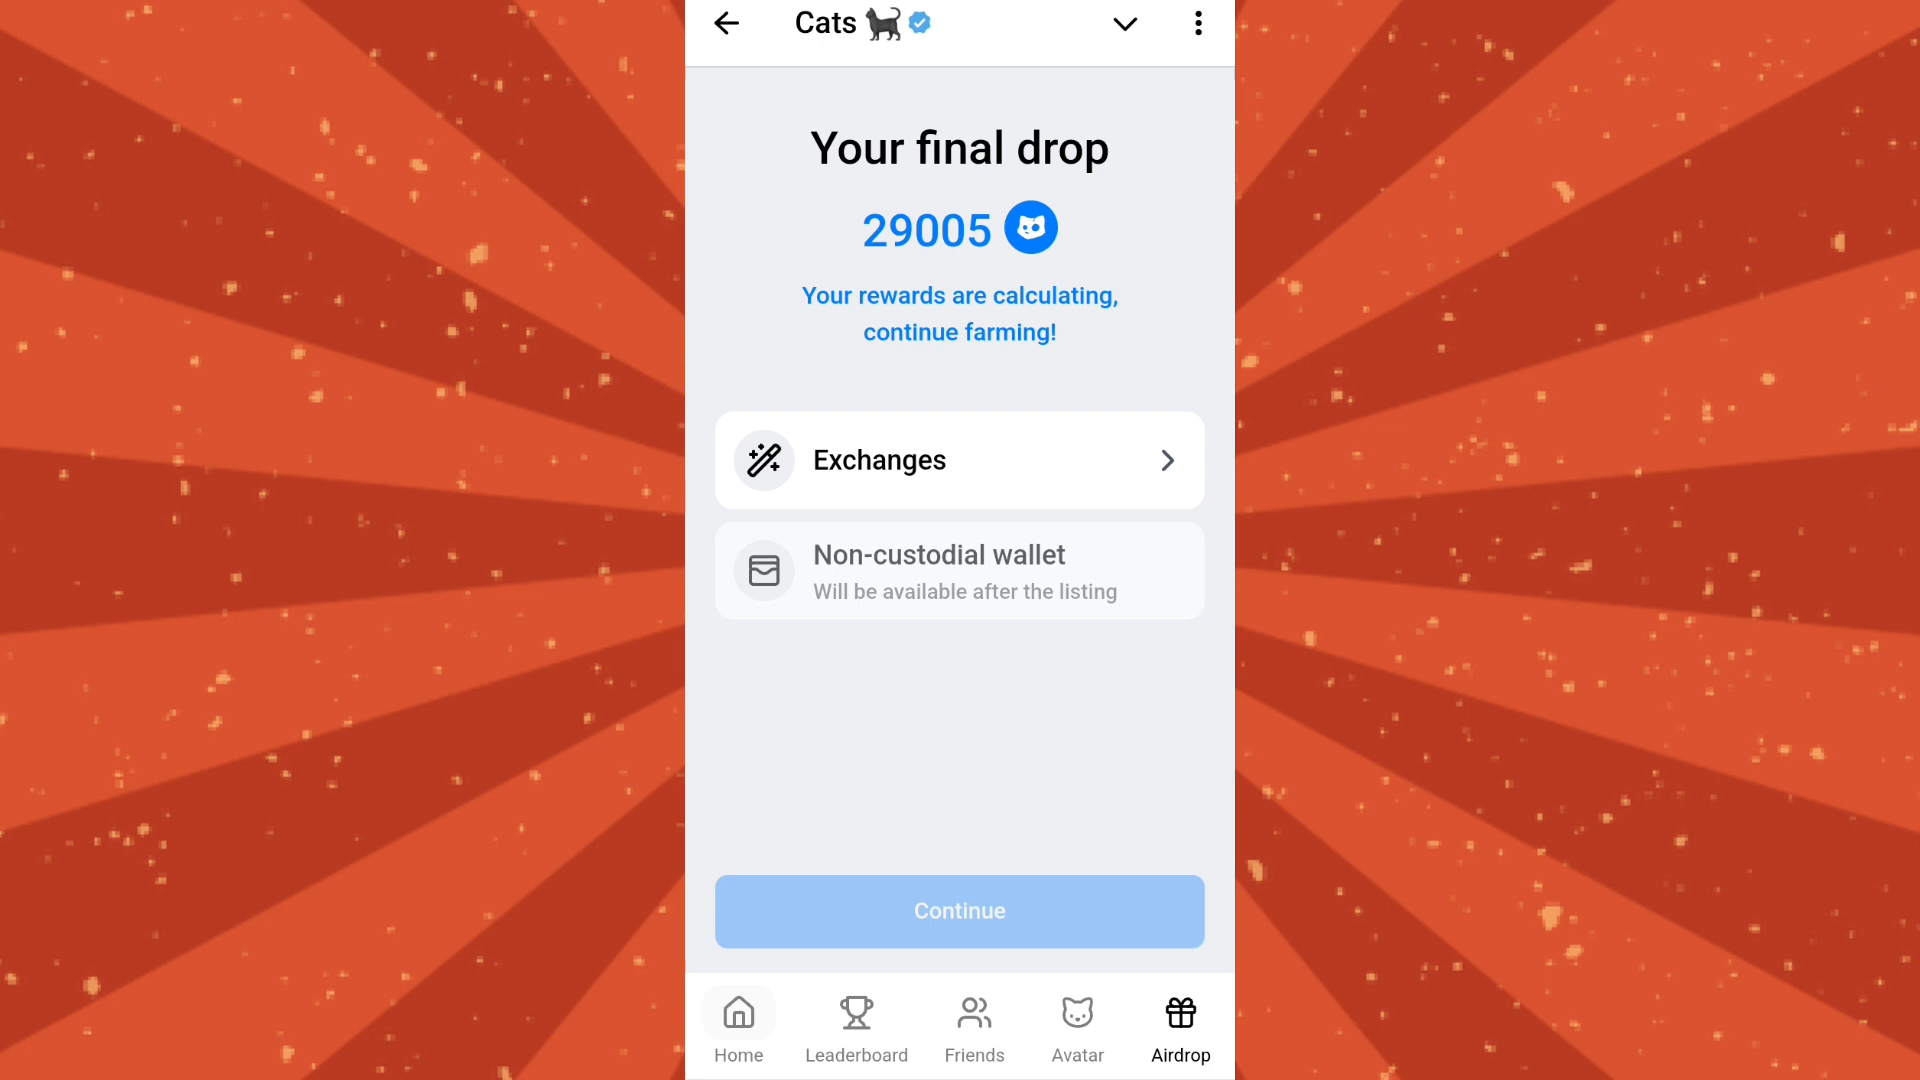 Cats 🐈‍⬛
Your final drop
29005
Your rewards are calculating,
continue farming!
Exchanges
Non-custodial wallet
Will be available after the listing
Continue
Home
Leaderboard
Friends
Avatar
Airdrop